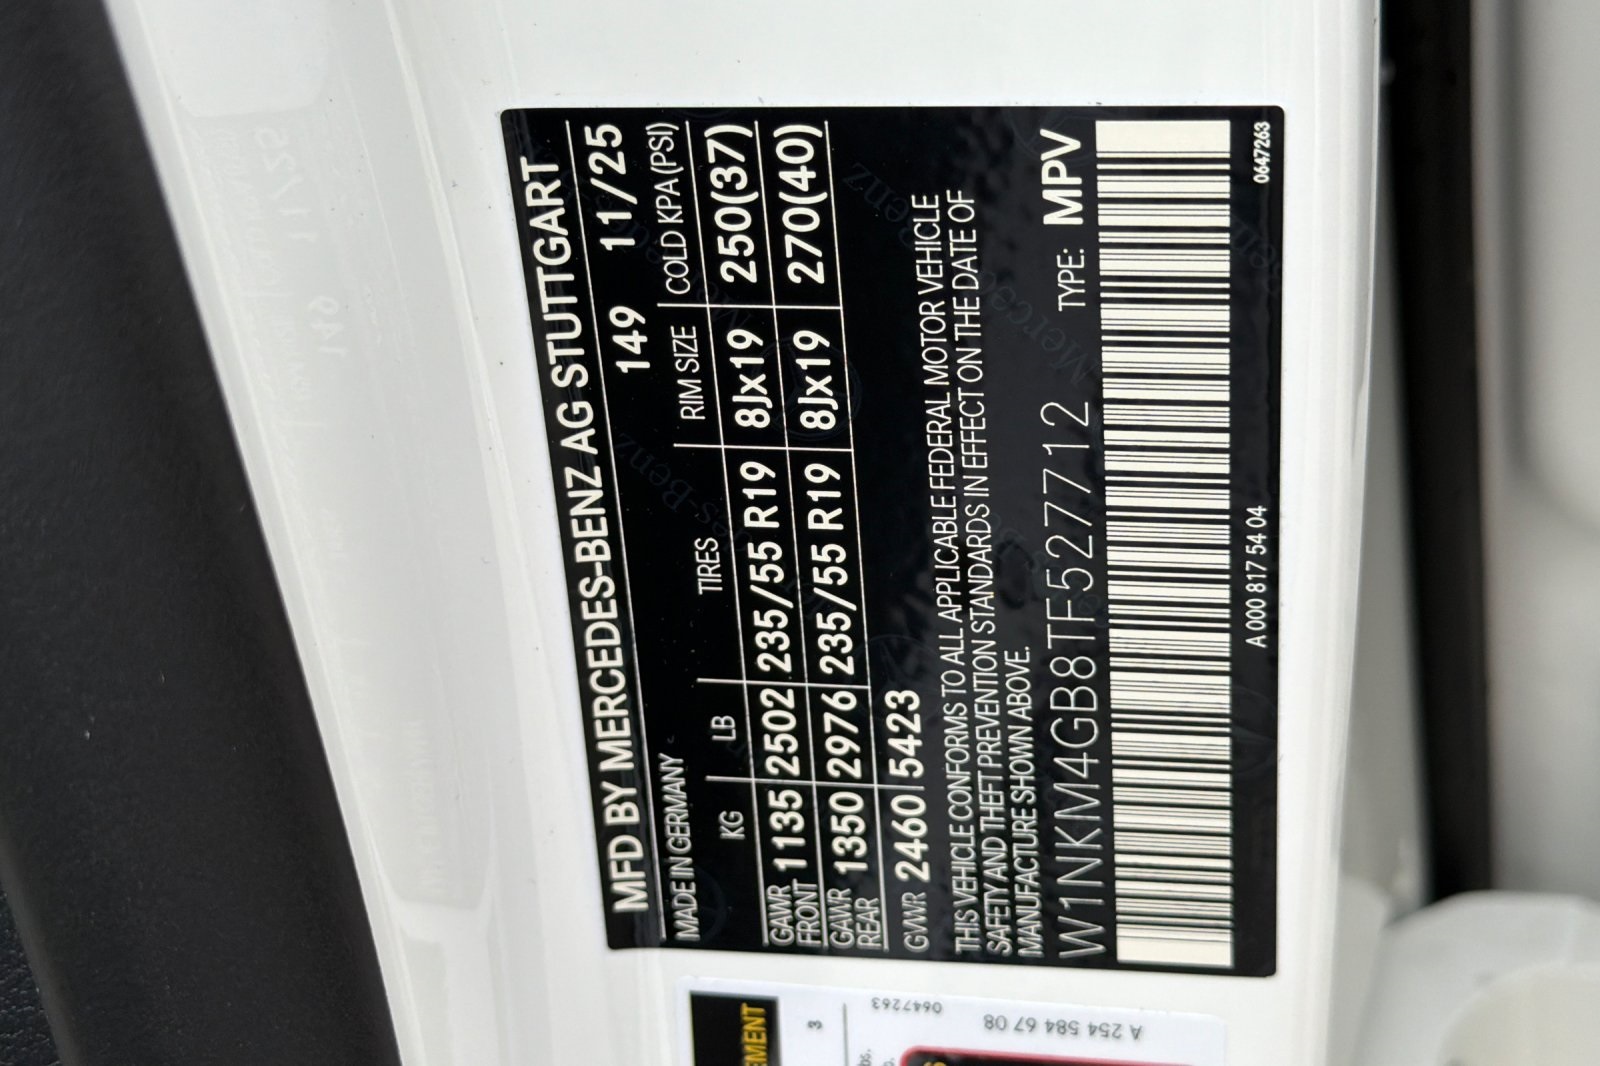 MFD BY MERCEDES-BENZ AG STUTTGART
MADE IN GERMANY 149 11/25
KG LB TIRES RIM SIZE COLD KPA(PSI)
GAWR FRONT 1135 2502 235/55 R19 8Jx19 250(37)
GAWR REAR 1350 2976 235/55 R19 8Jx19 270(40)
GVWR 2460 5423
THIS VEHICLE CONFORMS TO ALL APPLICABLE FEDERAL MOTOR VEHICLE
SAFETY AND THEFT PREVENTION STANDARDS IN EFFECT ON THE DATE OF
MANUFACTURE SHOWN ABOVE.
W1NKM4GB8TF527712 TYPE: MPV
A 000 817 54 04 0647263
3
0647263
A 254 584 67 08